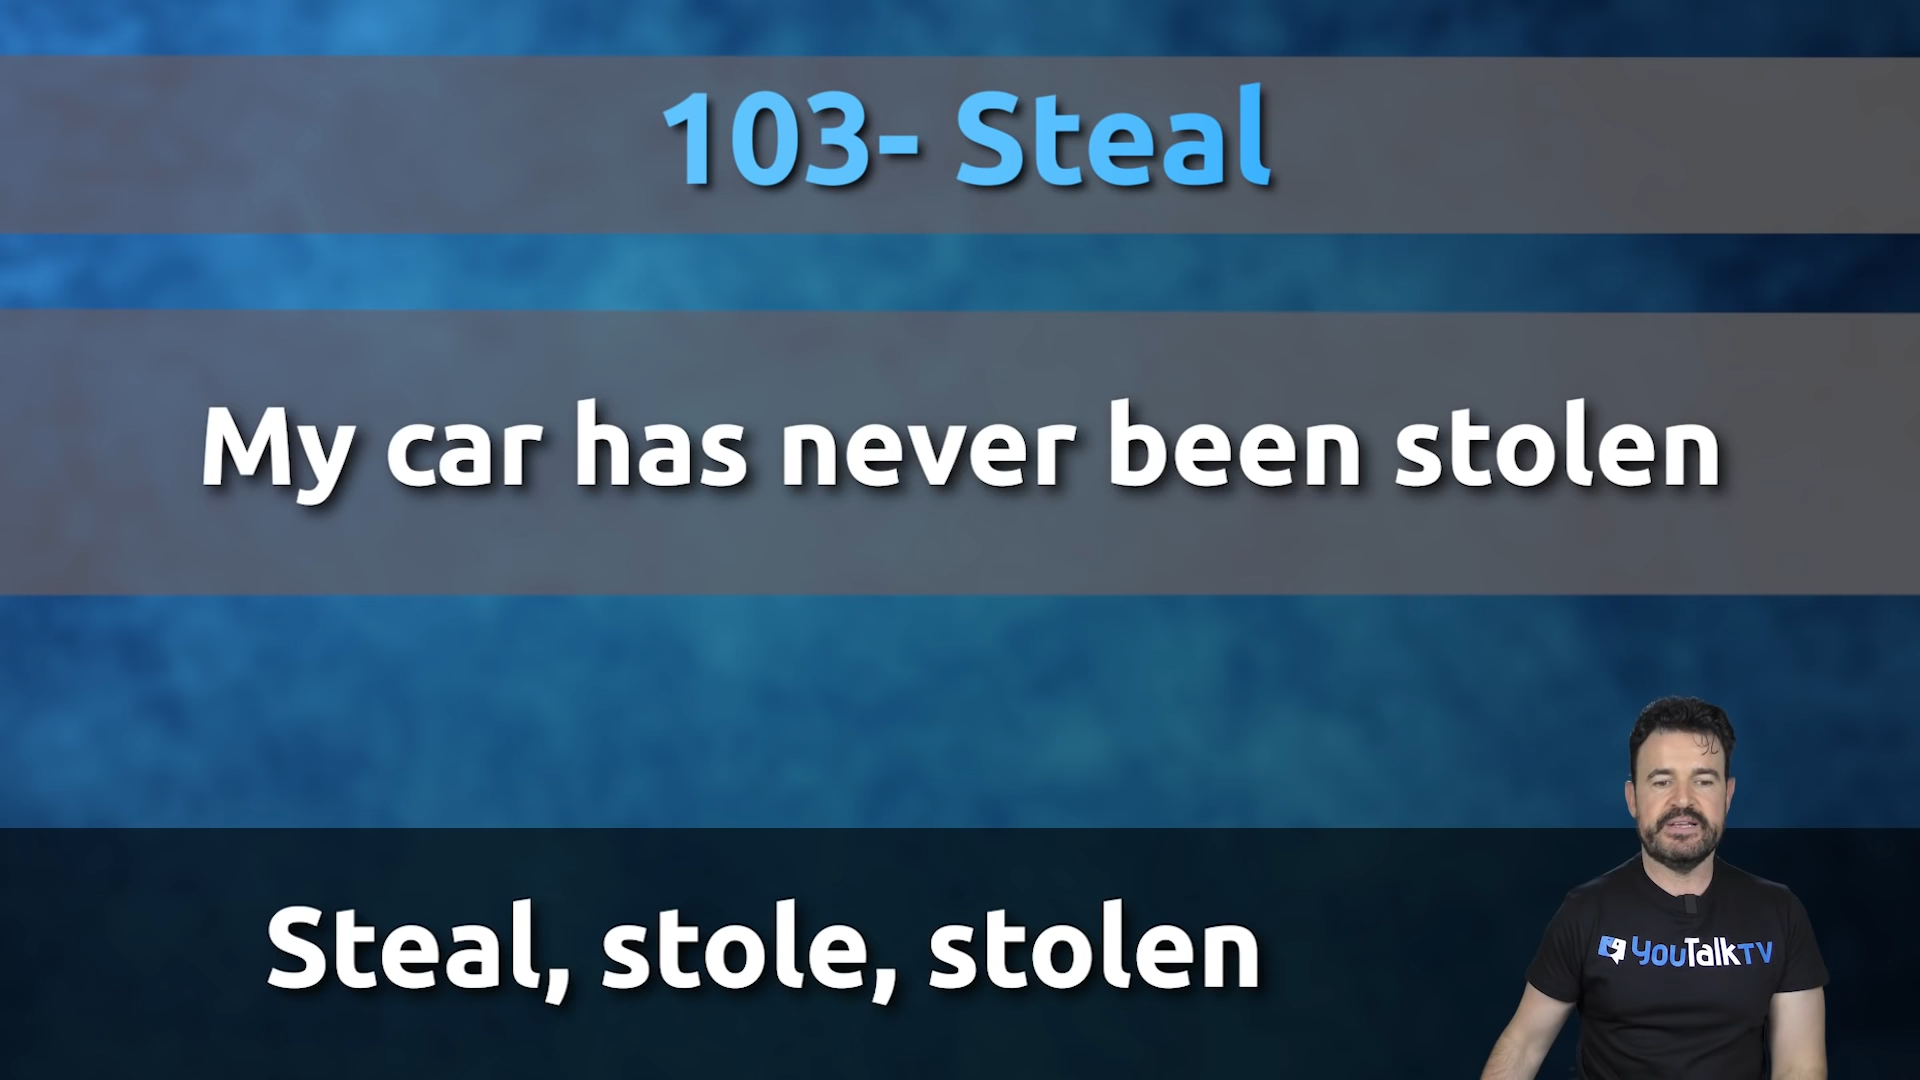 103- Steal
My car has never been stolen
Steal, stole, stolen
youTalkTV